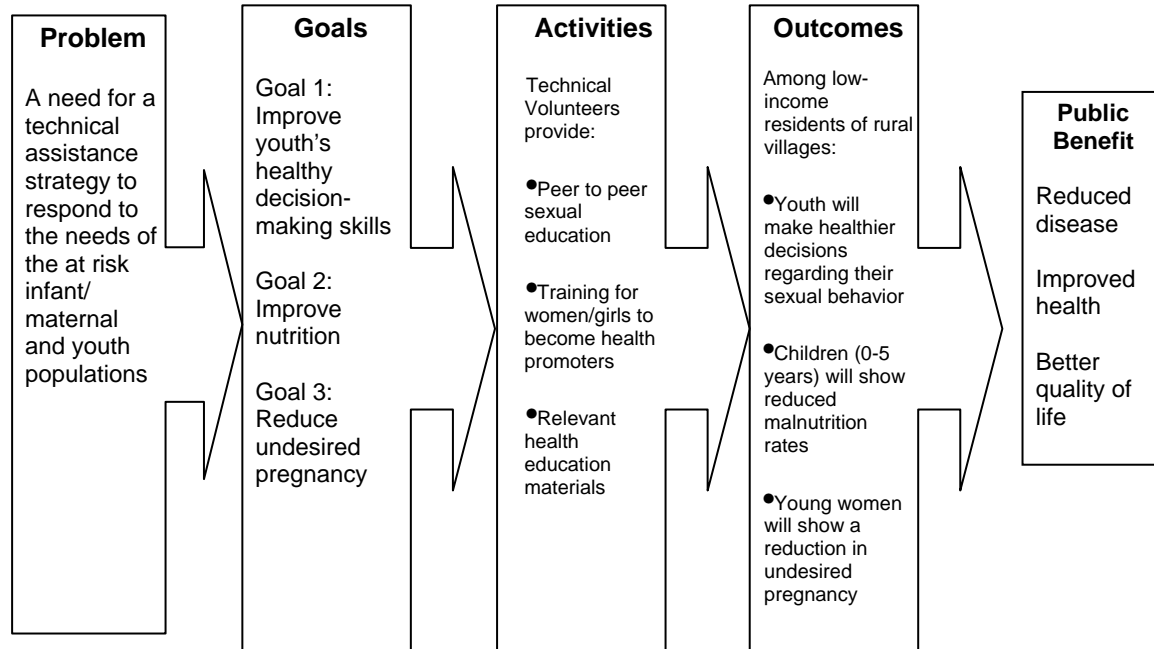 Problem
A need for a
technical
assistance
strategy to
respond to
the needs of
the at risk
infant/
maternal
and youth
populations
Goals
Goal 1:
Improve
youth’s
healthy
decision-
making skills
Goal 2:
Improve
nutrition
Goal 3:
Reduce
undesired
pregnancy
Activities
Technical
Volunteers
provide:
•Peer to peer
sexual
education
•Training for
women/girls to
become health
promoters
•Relevant
health
education
materials
Outcomes
Among low-
income
residents of rural
villages:
•Youth will
make healthier
decisions
regarding their
sexual behavior
•Children (0-5
years) will show
reduced
malnutrition
rates
•Young women
will show a
reduction in
undesired
pregnancy
Public
Benefit
Reduced
disease
Improved
health
Better
quality of
life